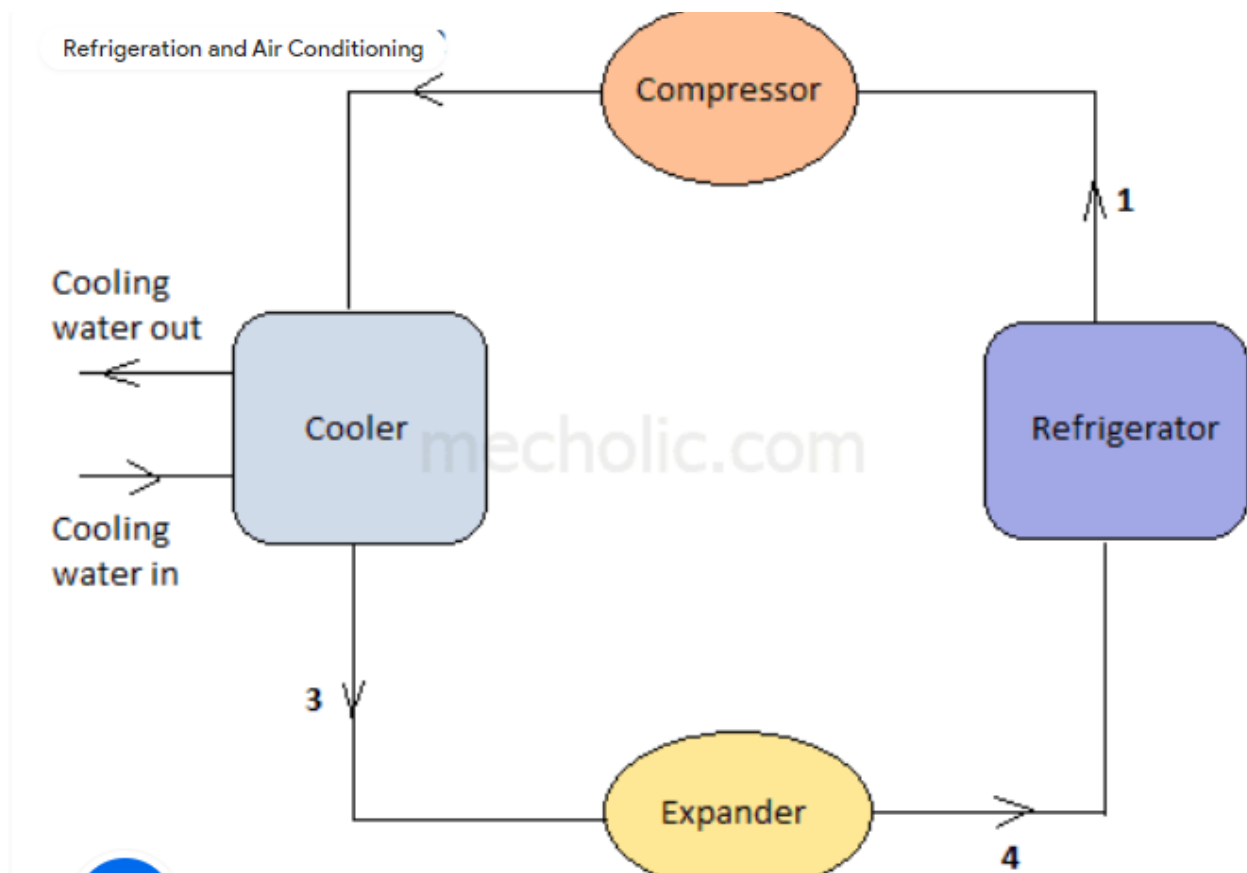 Refrigeration and Air Conditioning
Compressor
1
Cooling
water out
Cooler
Refrigerator
mecholic.com
Cooling
water in
3
Expander
4